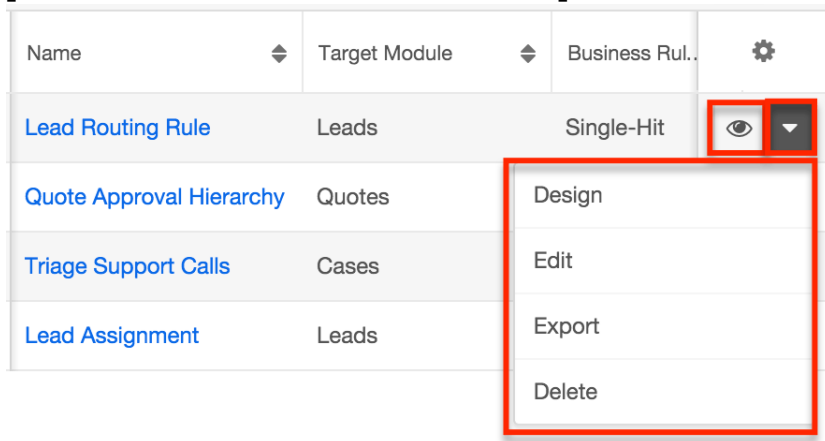 Name Target Module Business Rul..
Lead Routing Rule Leads Single-Hit
Quote Approval Hierarchy Quotes Design
Triage Support Calls Cases Edit
Lead Assignment Leads Export
Delete